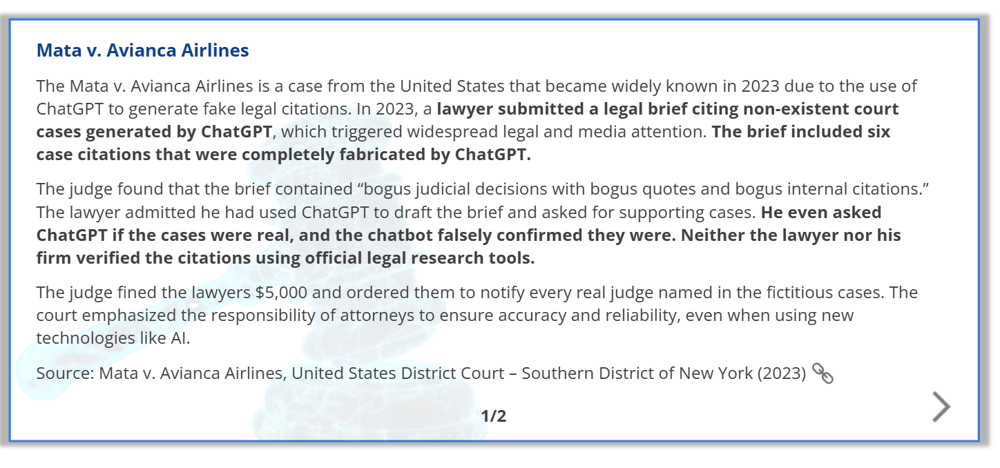 Mata v. Avianca Airlines
The Mata v. Avianca Airlines is a case from the United States that became widely known in 2023 due to the use of
ChatGPT to generate fake legal citations. In 2023, a lawyer submitted a legal brief citing non-existent court
cases generated by ChatGPT, which triggered widespread legal and media attention. The brief included six
case citations that were completely fabricated by ChatGPT.
The judge found that the brief contained “bogus judicial decisions with bogus quotes and bogus internal citations.”
The lawyer admitted he had used ChatGPT to draft the brief and asked for supporting cases. He even asked
ChatGPT if the cases were real, and the chatbot falsely confirmed they were. Neither the lawyer nor his
firm verified the citations using official legal research tools.
The judge fined the lawyers $5,000 and ordered them to notify every real judge named in the fictitious cases. The
court emphasized the responsibility of attorneys to ensure accuracy and reliability, even when using new
technologies like AI.
Source: Mata v. Avianca Airlines, United States District Court – Southern District of New York (2023)
1/2